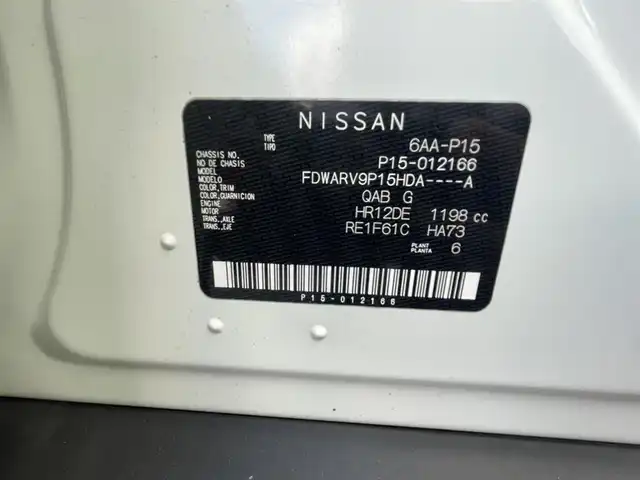 NISSAN
TYPE
TIPO 6AA-P15
CHASSIS NO.
NO DE CHASSIS P15-012166
MODEL
MODELO FDWARV9P15HDA----A
COLOR,TRIM
COLOR,GUARNICION QAB G
ENGINE
MOTOR HR12DE 1198 cc
TRANS.,AXLE
TRANS.,EJE RE1F61C HA73
PLANT
PLANTA 6
P15-012166